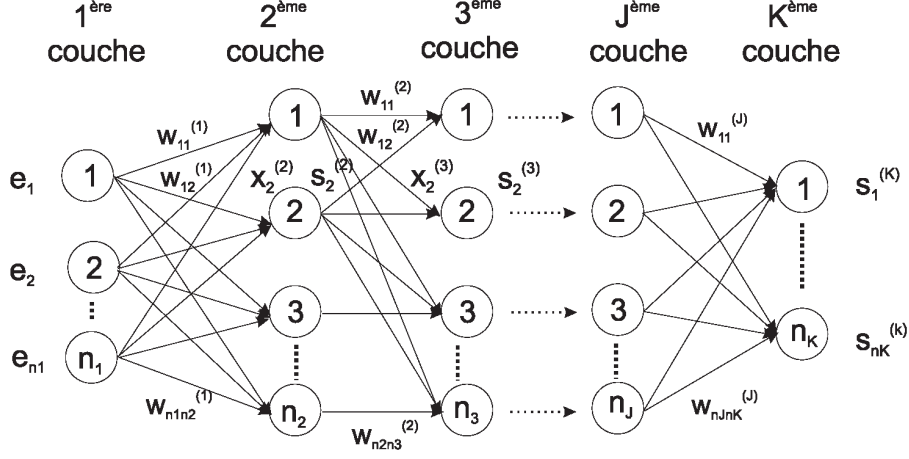 1ère couche
2ème couche
3eme couche
Jème couche
Kème couche
e1
e2
en1
1
2
n1
w11(1)
w12(1)
wn1n2(1)
x2(2)
s2(2)
1
2
3
n2
w11(2)
w12(2)
wn2n3(2)
x2(3)
s2(3)
1
2
3
n3
1
2
3
nJ
w11(J)
wnJnK(J)
1
nK
s1(K)
snK(k)